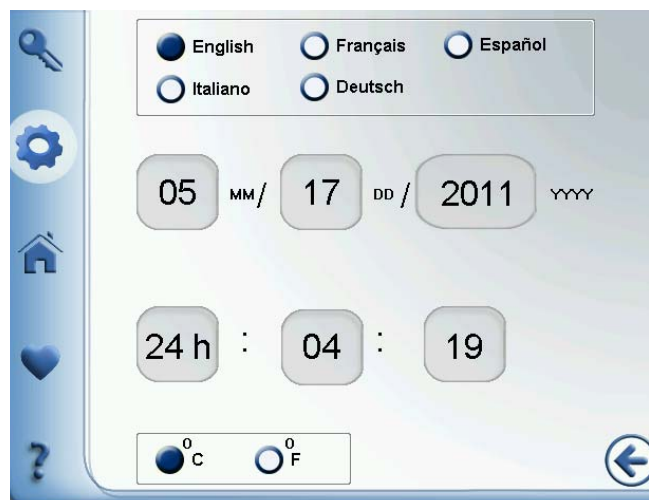 English Français Español
Italiano Deutsch
05 MM/ 17 DD / 2011 YYYY
24 h : 04 : 19
°C °F
?